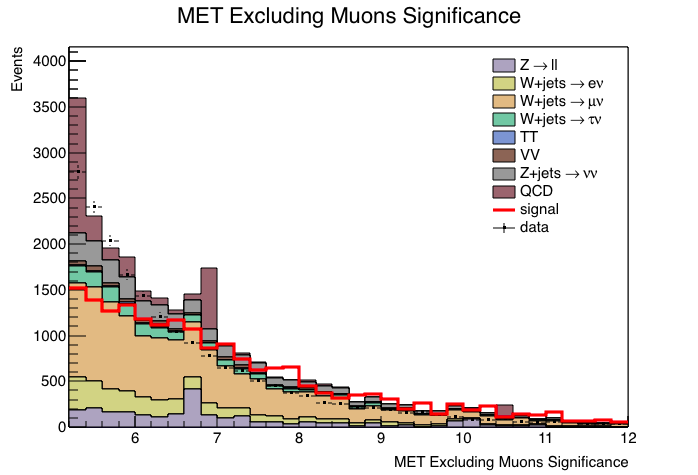 MET Excluding Muons Significance
Events
4000
3500
3000
2500
2000
1500
1000
500
0
Z → ll
W+jets → eν
W+jets → μν
W+jets → τν
TT
VV
Z+jets → νν
QCD
signal
data
6 7 8 9 10 11 12
MET Excluding Muons Significance